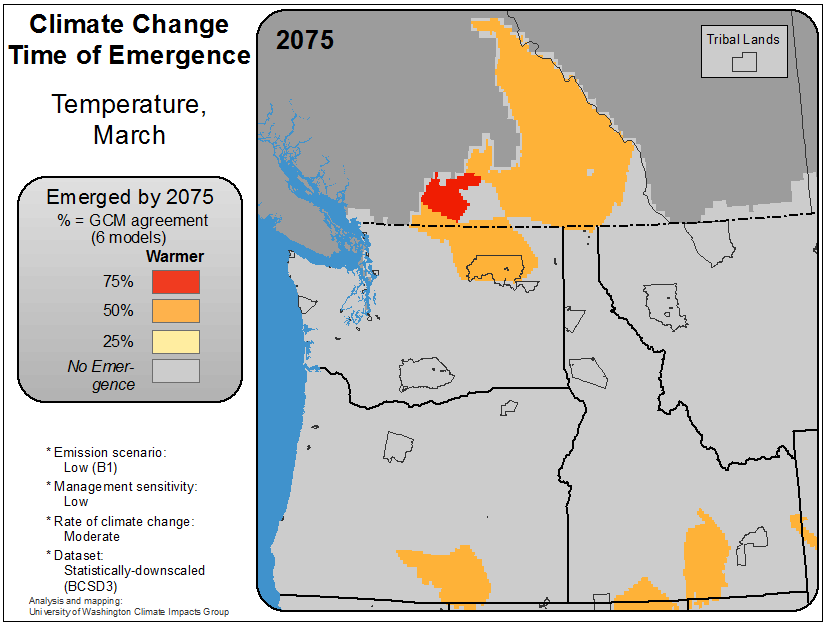 Climate Change
Time of Emergence
Temperature,
March
Emerged by 2075
% = GCM agreement
(6 models)
Warmer
75%
50%
25%
No Emer-
gence
* Emission scenario:
Low (B1)
* Management sensitivity:
Low
* Rate of climate change:
Moderate
* Dataset:
Statistically-downscaled
(BCSD3)
Analysis and mapping:
University of Washington Climate Impacts Group
2075
Tribal Lands